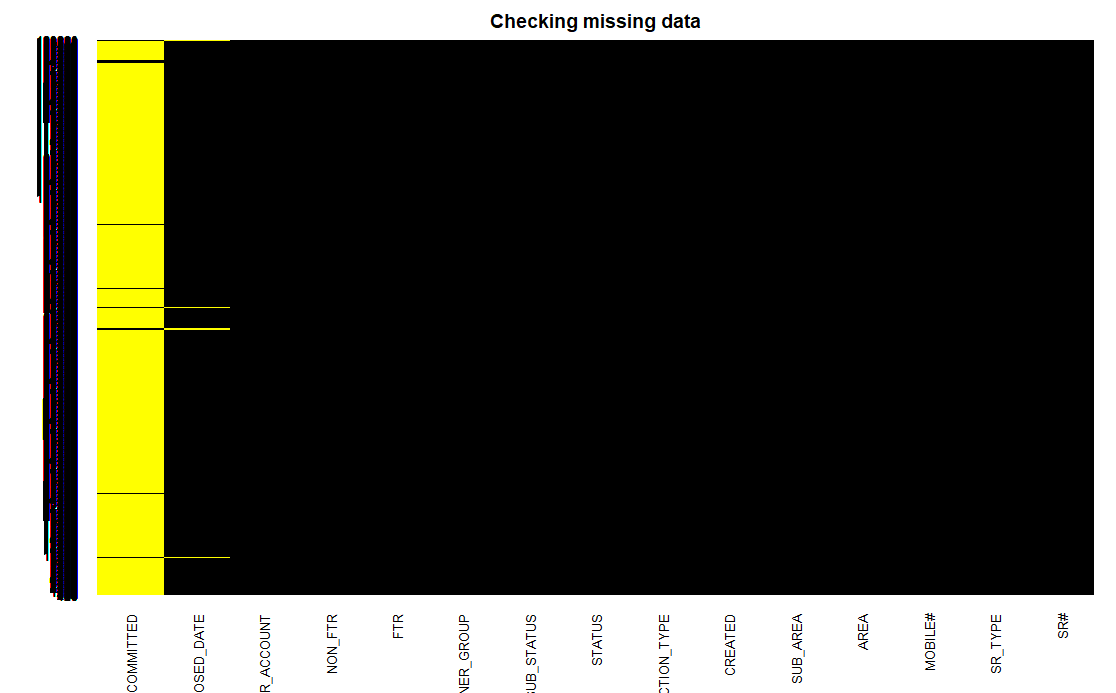 Checking missing data
COMMITTED
OSED_DATE
R_ACCOUNT
NON_FTR
FTR
NER_GROUP
SUB_STATUS
STATUS
CTION_TYPE
CREATED
SUB_AREA
AREA
MOBILE#
SR_TYPE
SR#